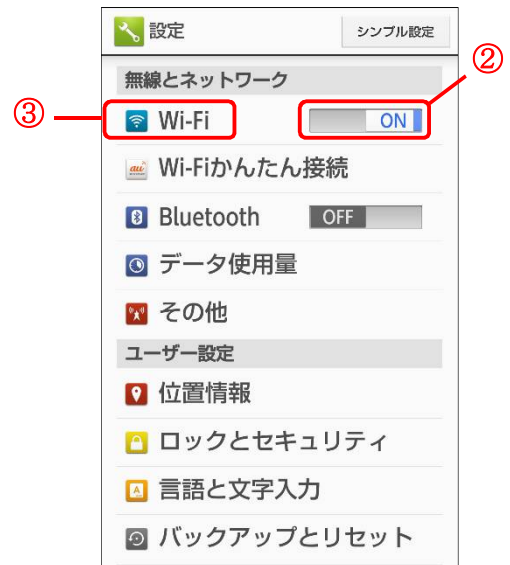 設定 シンプル設定
無線とネットワーク
②
③ Wi-Fi ON
au Wi-Fiかんたん接続
Bluetooth OFF
データ使用量
その他
ユーザー設定
位置情報
ロックとセキュリティ
A 言語と文字入力
バックアップとリセット